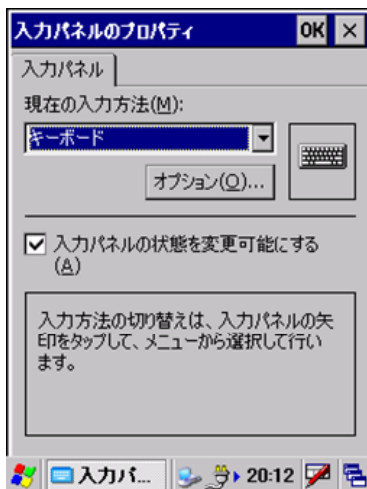 入力パネルのプロパティ OK ×
入力パネル
現在の入力方法(M):
キーボード
オプション(O)...
入力パネルの状態を変更可能にする
(A)
入力方法の切り替えは、入力パネルの矢
印をタップして、メニューから選択して行い
ます。
入力パ... 20:12